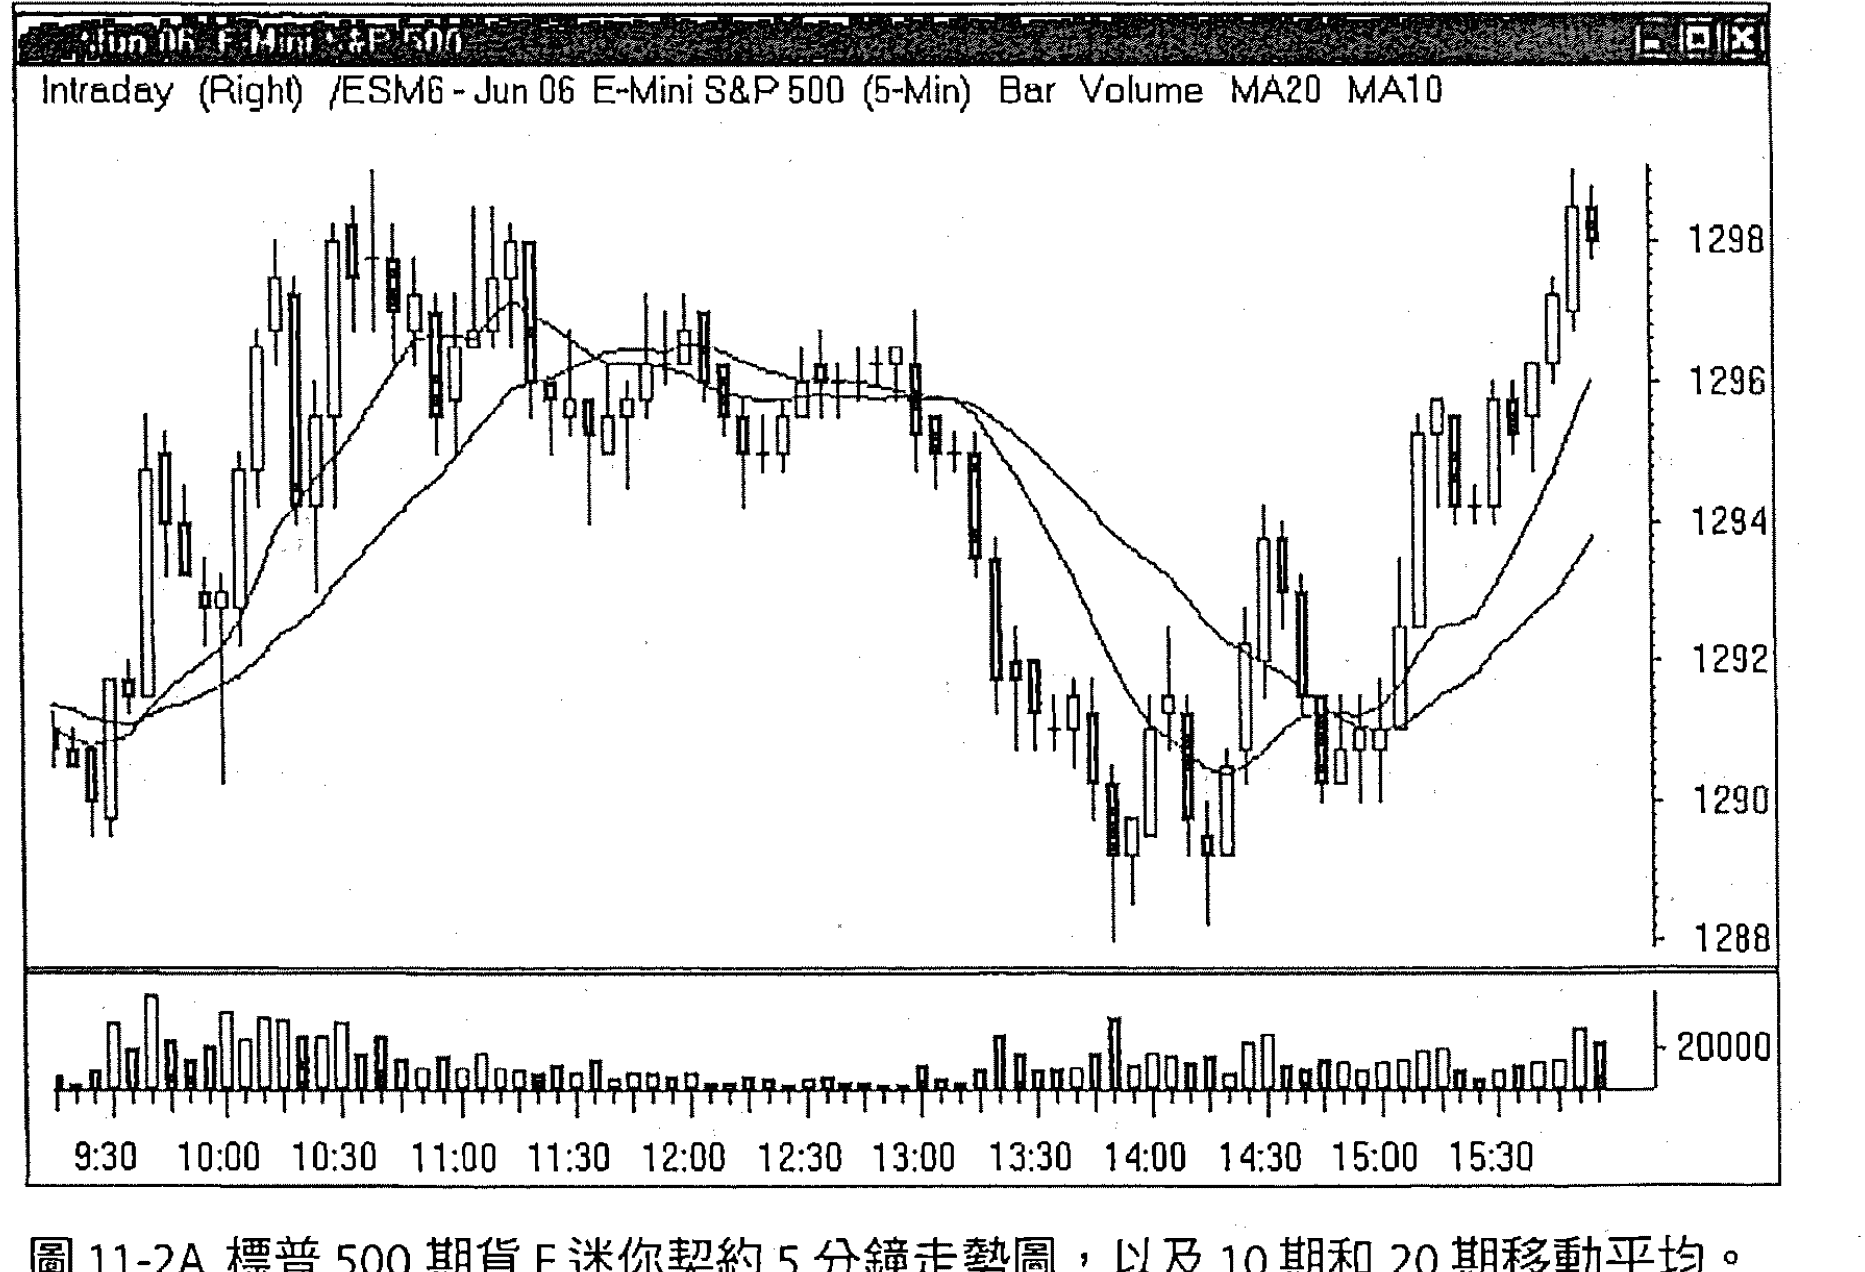 Jun 06 E-Mini S&P 500
Intraday (Right) /ESM6 - Jun 06 E-Mini S&P 500 (5-Min) Bar Volume MA20 MA10
1298
1296
1294
1292
1290
1288
20000
9:30 10:00 10:30 11:00 11:30 12:00 12:30 13:00 13:30 14:00 14:30 15:00 15:30
圖 11-2A 標普 500 期貨 E 迷你契約 5 分鐘走勢圖，以及 10 期和 20 期移動平均。